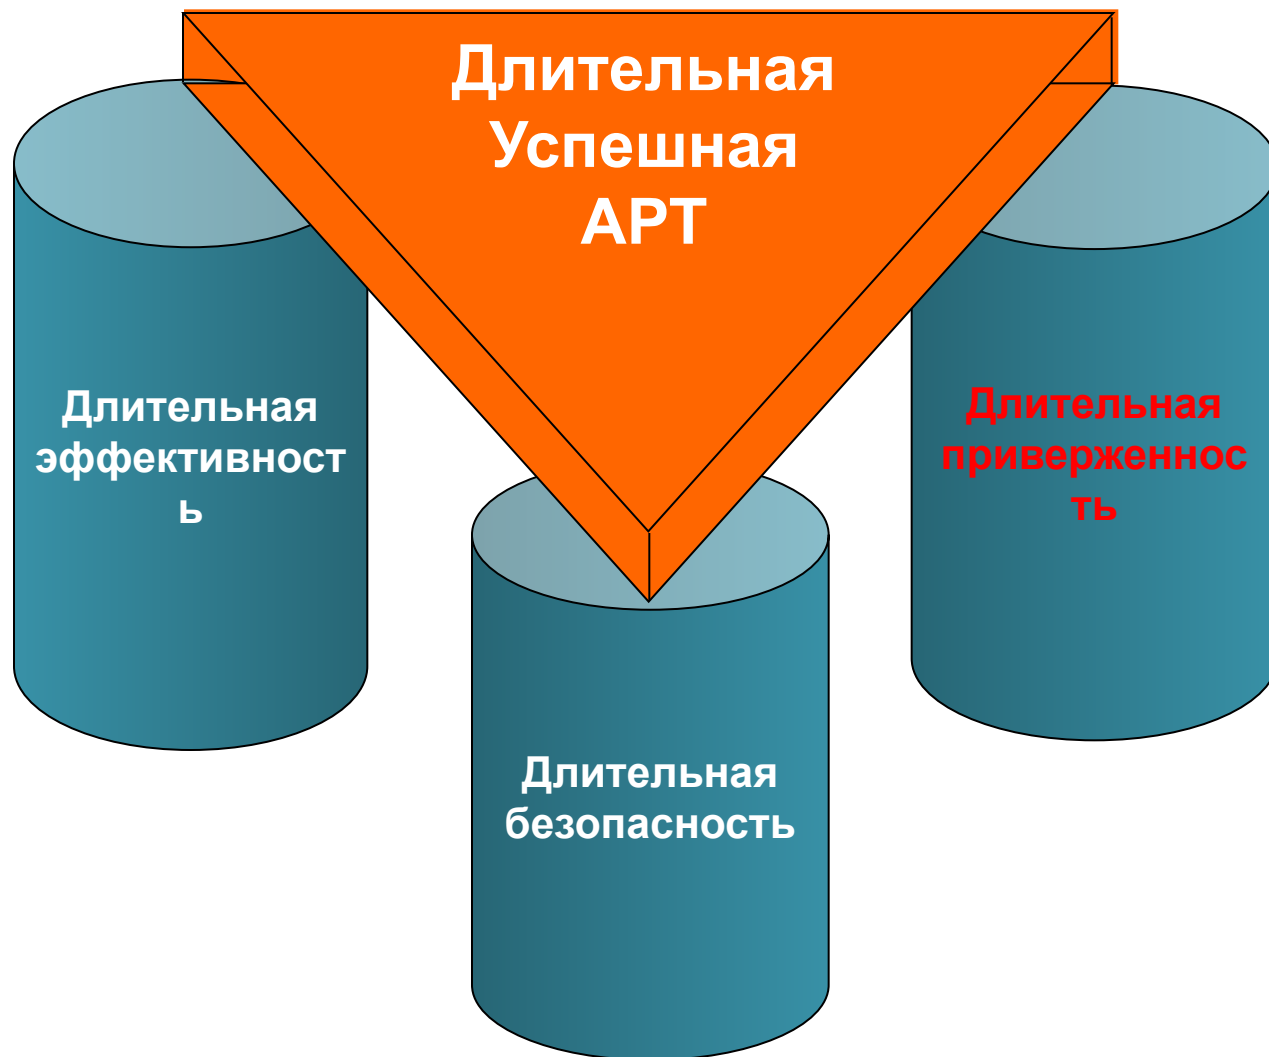 Длительная
Успешная
АРТ
Длительная
эффективност
ь
Длительная
приверженнос
ть
Длительная
безопасность